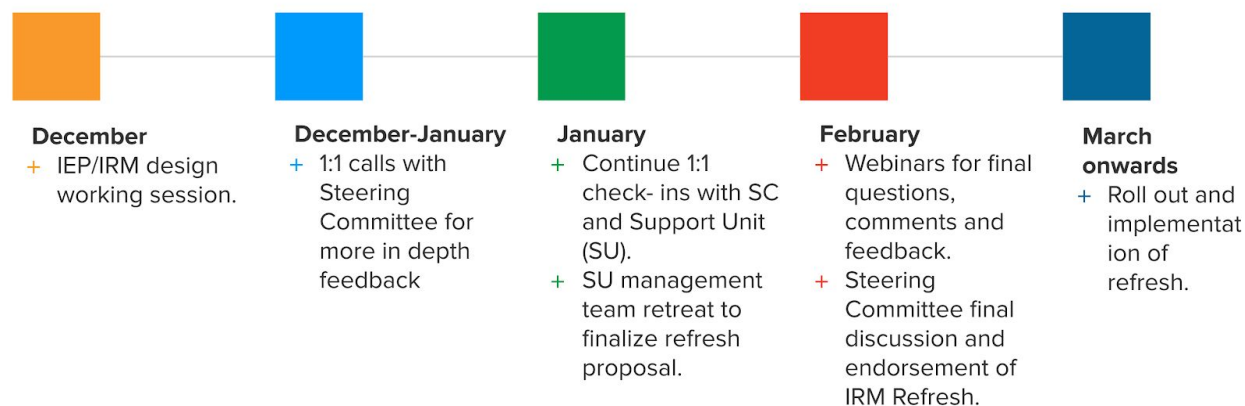 December
+ IEP/IRM design
working session.
December-January
+ 1:1 calls with
Steering
Committee for
more in depth
feedback
January
+ Continue 1:1
check- ins with SC
and Support Unit
(SU).
+ SU management
team retreat to
finalize refresh
proposal.
February
+ Webinars for final
questions,
comments and
feedback.
+ Steering
Committee final
discussion and
endorsement of
IRM Refresh.
March
onwards
+ Roll out and
implementat
ion of
refresh.